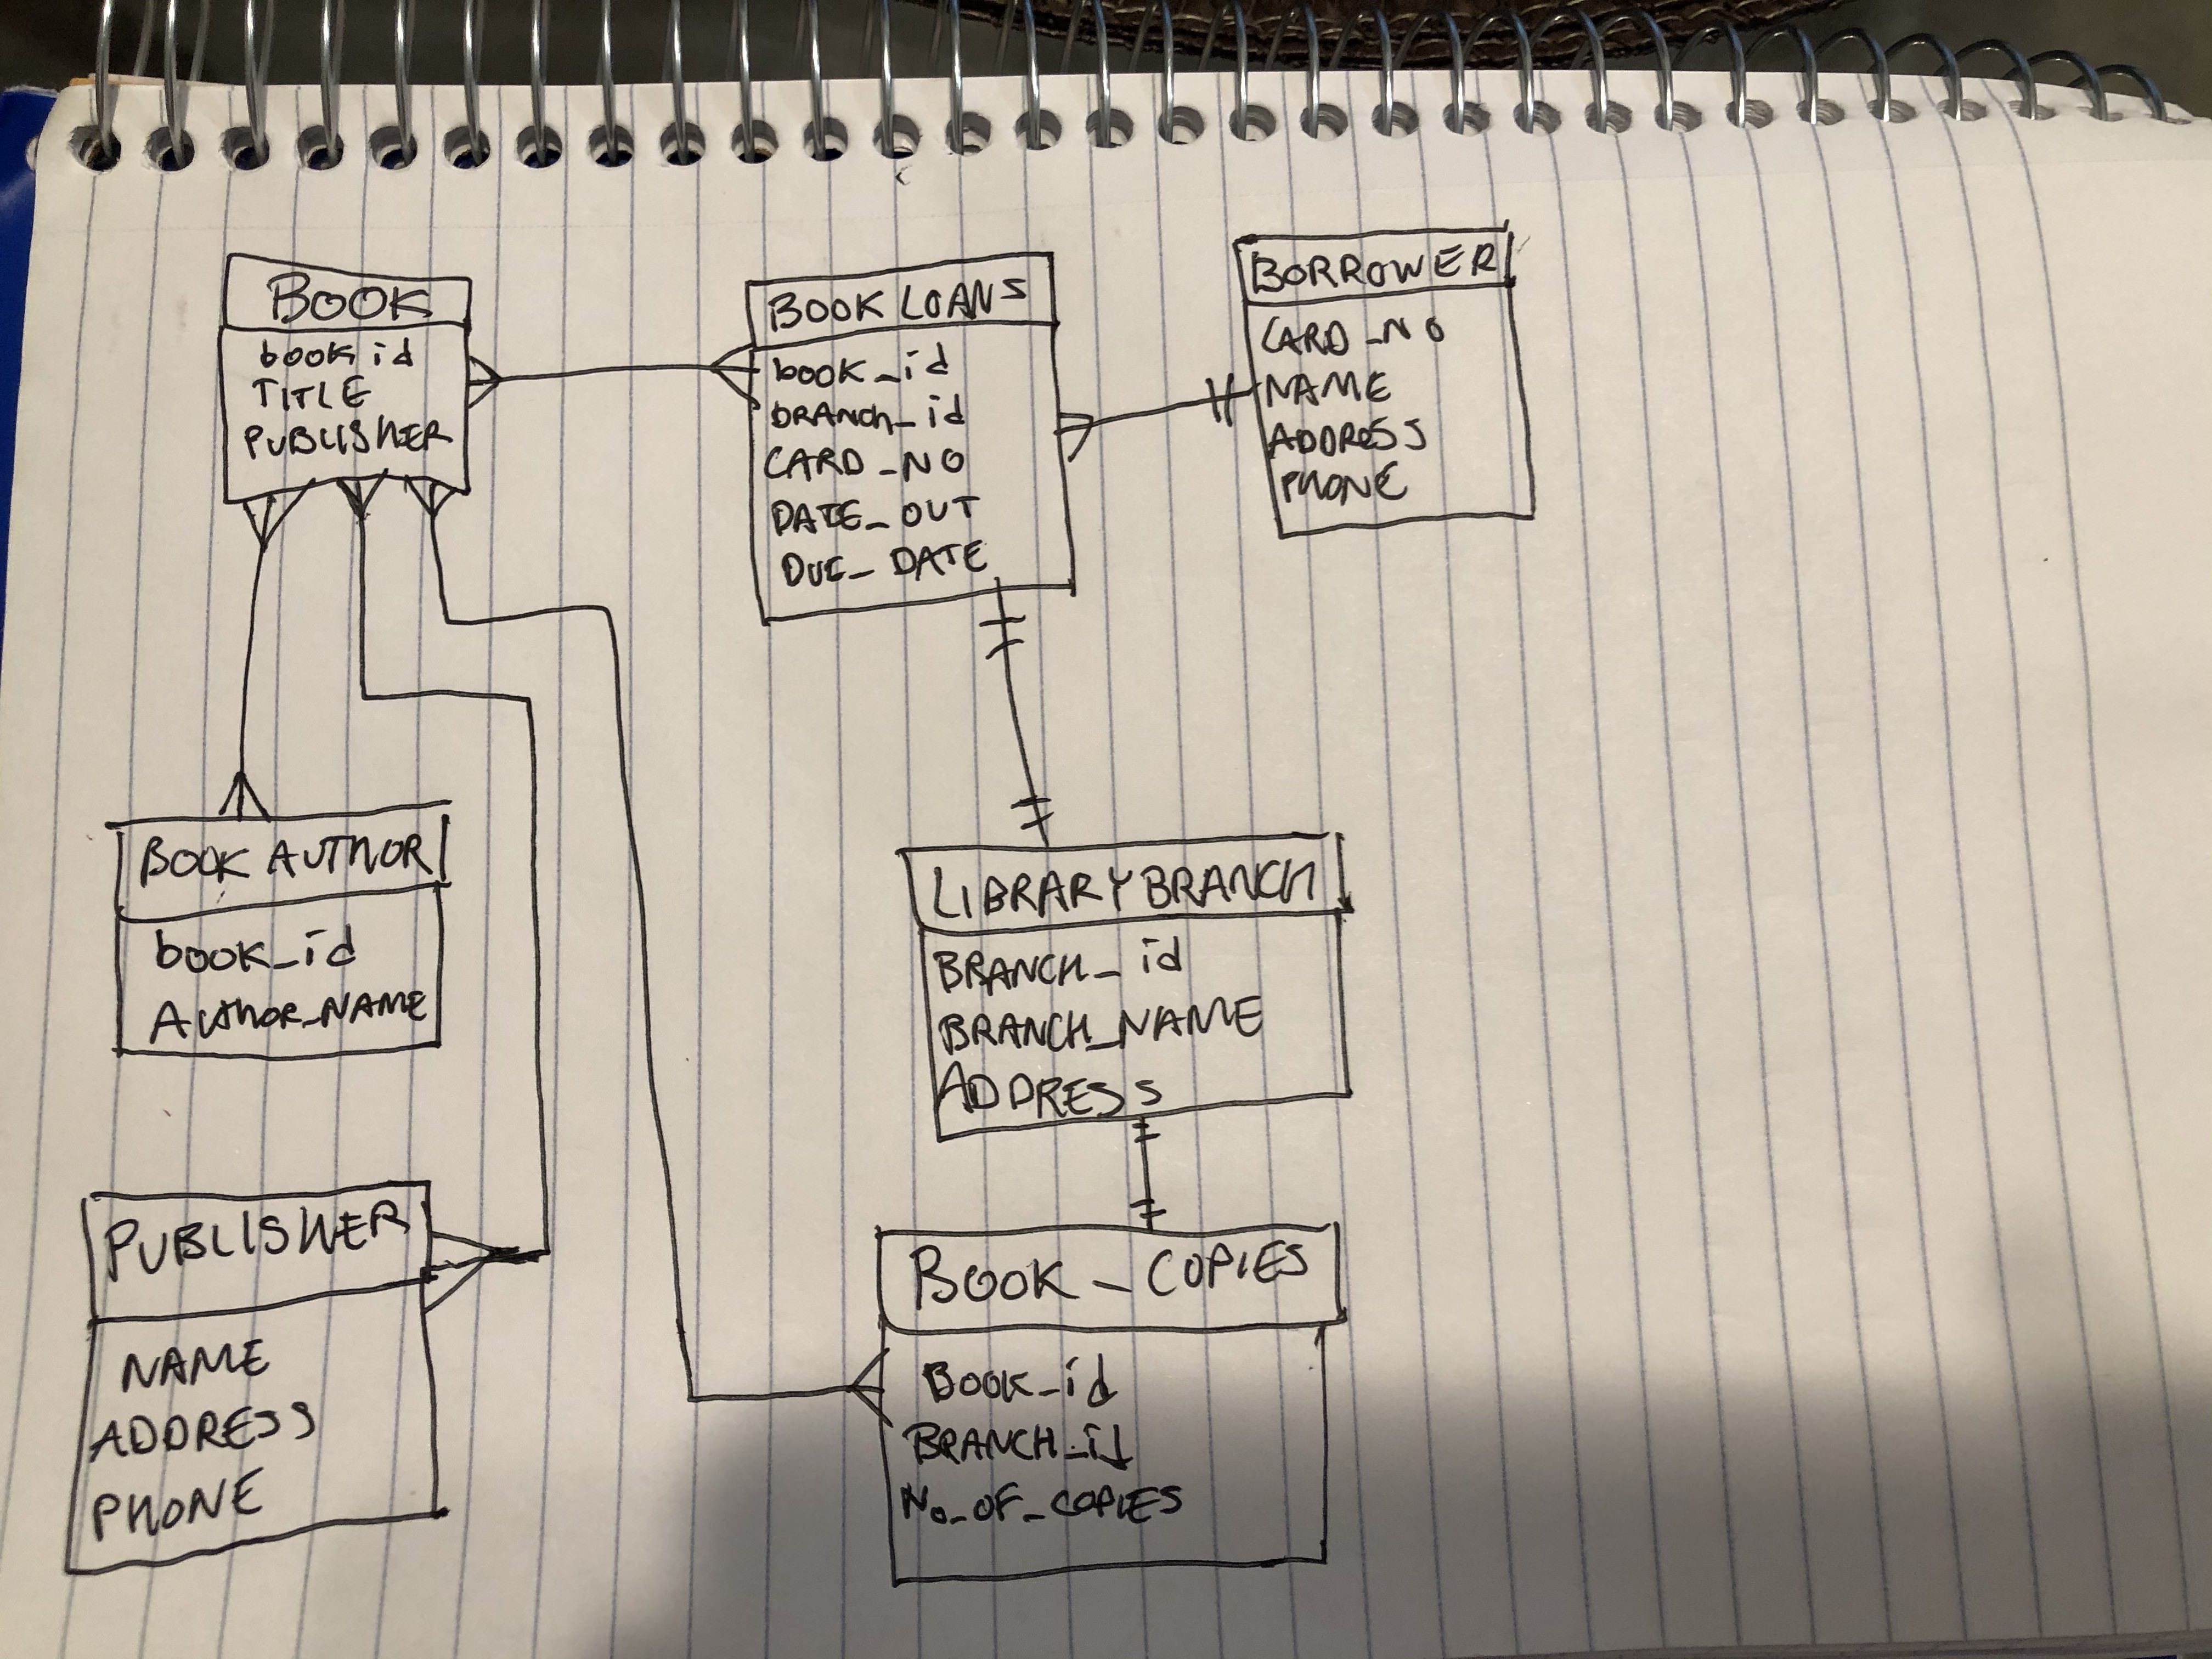 BOOK
book_id
TITLE
PUBLISHER
BOOK LOANS
book_id
bRANch_id
CARD_NO
DATE_OUT
DUE_DATE
BORROWER
CARD_NO
NAME
ADDRESS
PHONE
BOOK AUTHOR
book_id
AUthOR_NAME
LIBRARY BRANCH
BRANCH_id
BRANCH_NAME
ADDRESS
PUBLISHER
NAME
ADDRESS
PHONE
BOOK_COPIES
BOOK_id
BRANCH_id
No_OF_COPIES